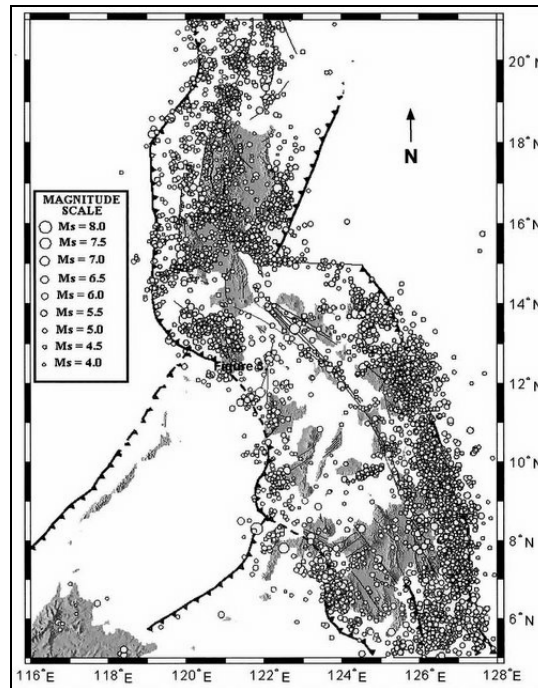 20° N
18° N
N
MAGNITUDE
SCALE
Ms = 8.0
Ms = 7.5
Ms = 7.0
Ms = 6.5
Ms = 6.0
Ms = 5.5
Ms = 5.0
Ms = 4.5
Ms = 4.0
16° N
14° N
12° N
10° N
8° N
6° N
116° E
118° E
120° E
122° E
124° E
126° E
128° E